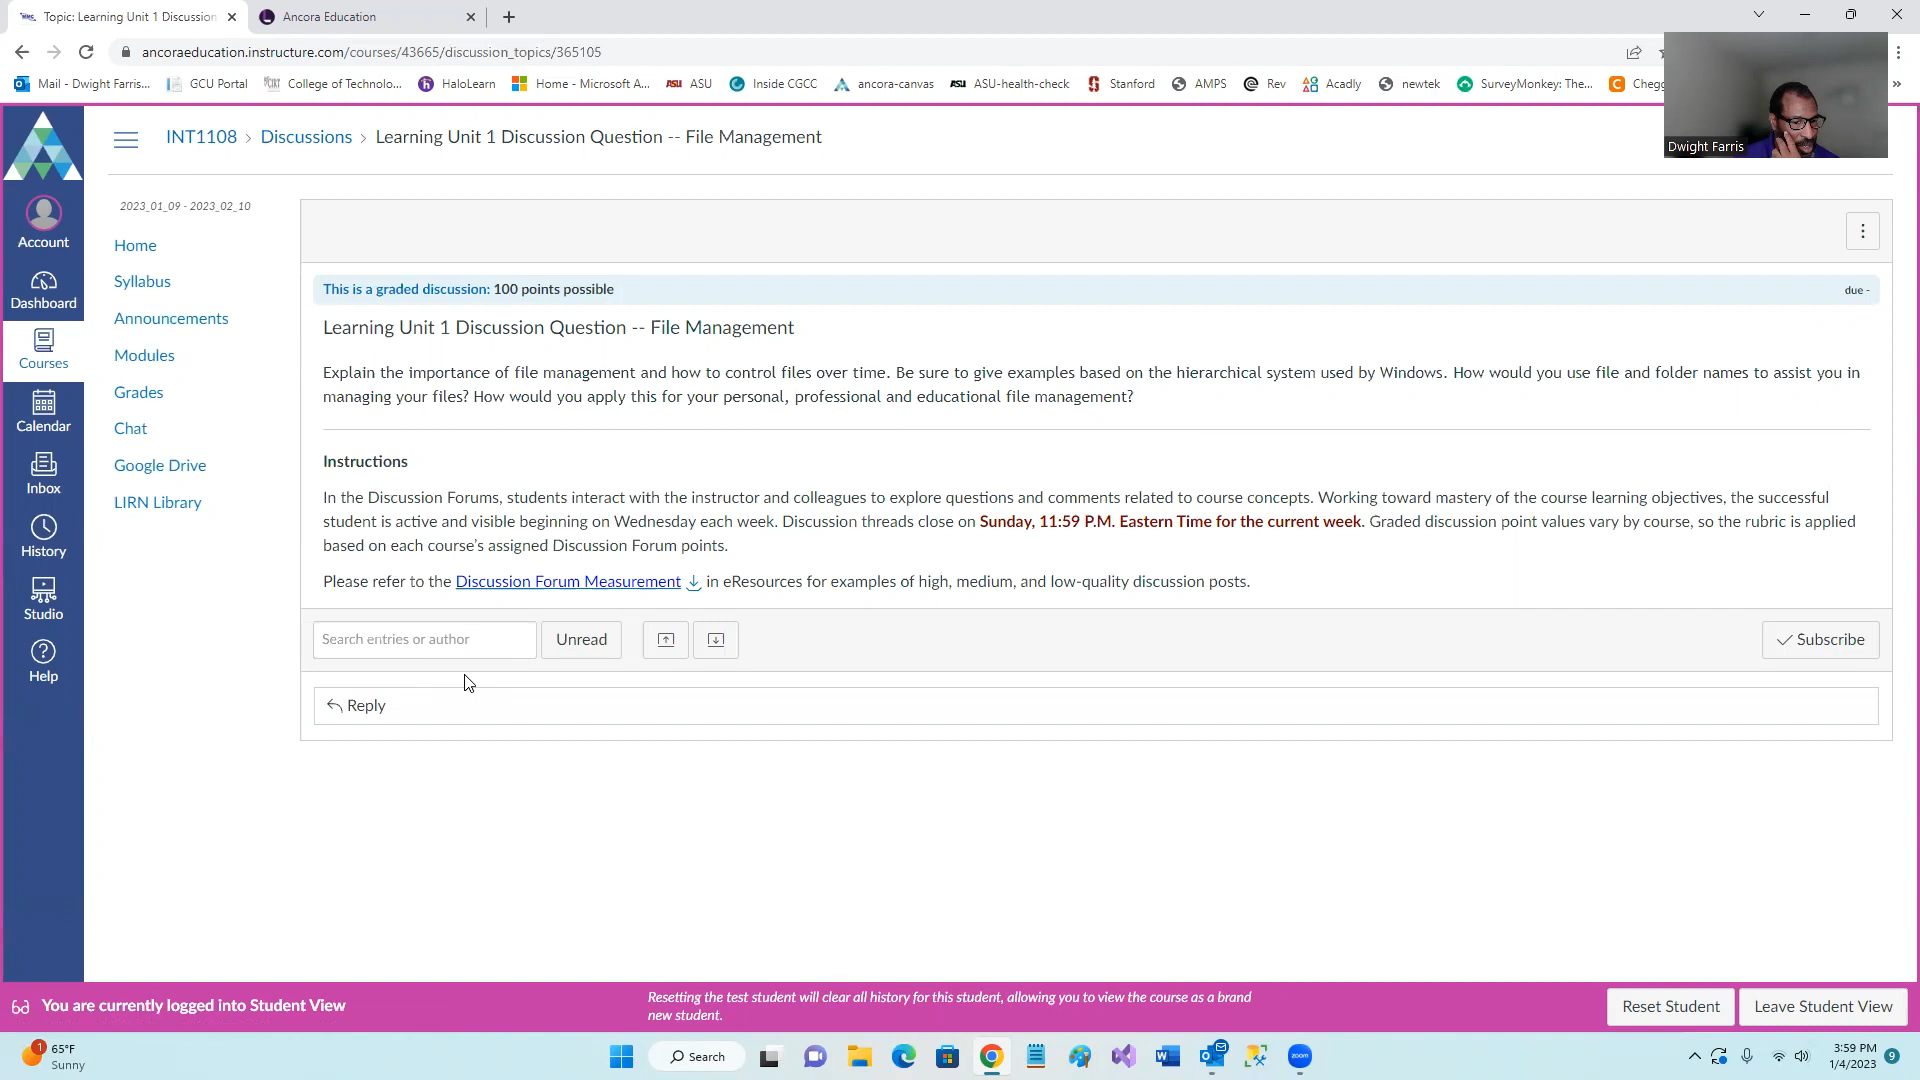 Topic: Learning Unit 1 Discussion
Ancora Education
ancoraeducation.instructure.com/courses/43665/discussion_topics/365105
Mail - Dwight Farris...
GCU Portal
College of Technolo...
HaloLearn
Home - Microsoft A...
ASU
Inside CGCC
ancora-canvas
ASU-health-check
Stanford
AMPS
Rev
Acadly
newtek
SurveyMonkey: The...
Chegg
Dwight Farris
INT1108 › Discussions › Learning Unit 1 Discussion Question -- File Management
2023_01_09 - 2023_02_10
Account
Dashboard
Courses
Calendar
Inbox
History
Studio
Help
Home
Syllabus
Announcements
Modules
Grades
Chat
Google Drive
LIRN Library
This is a graded discussion: 100 points possible
due -
Learning Unit 1 Discussion Question -- File Management
Explain the importance of file management and how to control files over time. Be sure to give examples based on the hierarchical system used by Windows. How would you use file and folder names to assist you in
managing your files? How would you apply this for your personal, professional and educational file management?
Instructions
In the Discussion Forums, students interact with the instructor and colleagues to explore questions and comments related to course concepts. Working toward mastery of the course learning objectives, the successful
student is active and visible beginning on Wednesday each week. Discussion threads close on Sunday, 11:59 P.M. Eastern Time for the current week. Graded discussion point values vary by course, so the rubric is applied
based on each course's assigned Discussion Forum points.
Please refer to the Discussion Forum Measurement in eResources for examples of high, medium, and low-quality discussion posts.
Search entries or author
Unread
Subscribe
Reply
You are currently logged into Student View
Resetting the test student will clear all history for this student, allowing you to view the course as a brand
new student.
Reset Student
Leave Student View
1
65°F
Sunny
Search
zoom
3:59 PM
1/4/2023
9